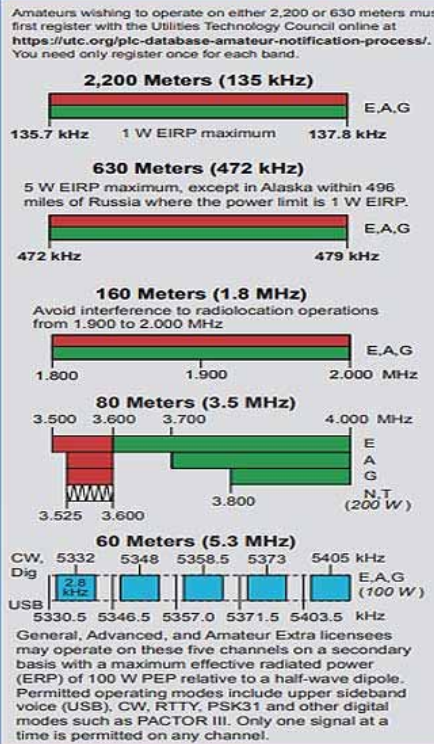 Amateurs wishing to operate on either 2,200 or 630 meters mus
first register with the Utilities Technology Council online at
https://utc.org/plc-database-amateur-notification-process/.
You need only register once for each band.
2,200 Meters (135 kHz)
E,A,G
135.7 kHz 1 W EIRP maximum 137.8 kHz
630 Meters (472 kHz)
5 W EIRP maximum, except in Alaska within 496
miles of Russia where the power limit is 1 W EIRP.
E,A,G
472 kHz 479 kHz
160 Meters (1.8 MHz)
Avoid interference to radiolocation operations
from 1.900 to 2.000 MHz
E,A,G
1.800 1.900 2.000 MHz
80 Meters (3.5 MHz)
3.500 3.600 3.700 4.000 MHz
E
A
G
N,T
3.800 (200 W)
3.525 3.600
60 Meters (5.3 MHz)
CW, 5332 5348 5358.5 5373 5405 kHz
Dig
2.8 E,A,G
kHz (100 W)
USB
5330.5 5346.5 5357.0 5371.5 5403.5 kHz
General, Advanced, and Amateur Extra licensees
may operate on these five channels on a secondary
basis with a maximum effective radiated power
(ERP) of 100 W PEP relative to a half-wave dipole.
Permitted operating modes include upper sideband
voice (USB), CW, RTTY, PSK31 and other digital
modes such as PACTOR III. Only one signal at a
time is permitted on any channel.